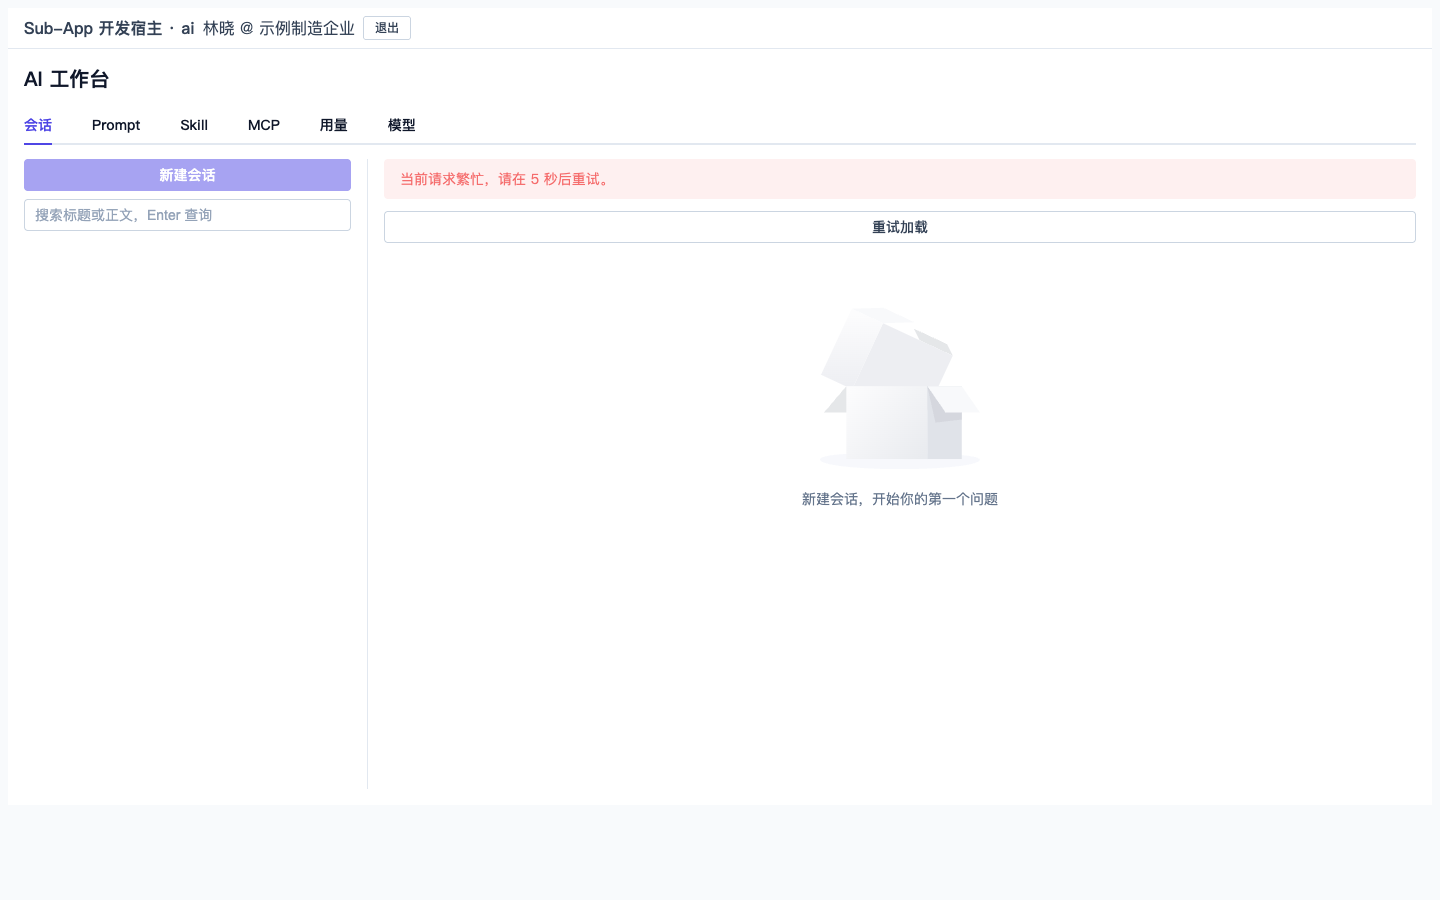 Sub-App 开发宿主 · ai 林晓 @ 示例制造企业 退出
AI 工作台
会话 Prompt Skill MCP 用量 模型
新建会话
搜索标题或正文，Enter 查询
当前请求繁忙，请在 5 秒后重试。
重试加载
新建会话，开始你的第一个问题